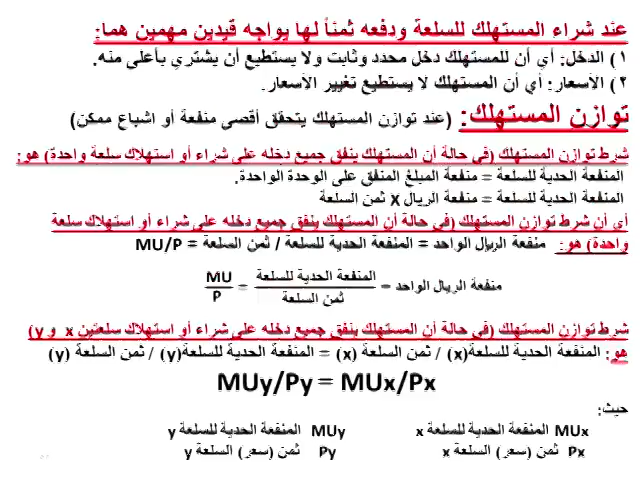 عند شراء المستهلك للسلعة ودفعه ثمناً لها يواجه قيدين مهمين هما:
١) الدخل: أي أن للمستهلك دخل محدد وثابت ولا يستطيع أن يشتري بأعلى منه.
٢) الأسعار: أي أن المستهلك لا يستطيع تغيير الأسعار.
توازن المستهلك: (عند توازن المستهلك يتحقق أقصى منفعة أو اشباع ممكن)
شرط توازن المستهلك (في حالة أن المستهلك ينفق جميع دخله على شراء أو استهلاك سلعة واحدة) هو:
المنفعة الحدية للسلعة = منفعة المبلغ المنفق على الوحدة الواحدة.
المنفعة الحدية للسلعة = منفعة الريال X ثمن السلعة
أي أن شرط توازن المستهلك (في حالة أن المستهلك ينفق جميع دخله على شراء أو استهلاك سلعة
واحدة) هو: منفعة الريال الواحد = المنفعة الحدية للسلعة / ثمن السلعة = MU/P
منفعة الريال الواحد = المنفعة الحدية للسلعة / ثمن السلعة = MU / P
شرط توازن المستهلك (في حالة أن المستهلك ينفق جميع دخله على شراء أو استهلاك سلعتين x و y)
هو: المنفعة الحدية للسلعة(x) / ثمن السلعة (x) = المنفعة الحدية للسلعة(y) / ثمن السلعة (y)
MUy/Py = MUx/Px
حيث:
MUx المنفعة الحدية للسلعة x MUy المنفعة الحدية للسلعة y
Px ثمن (سعر) السلعة x Py ثمن (سعر) السلعة y